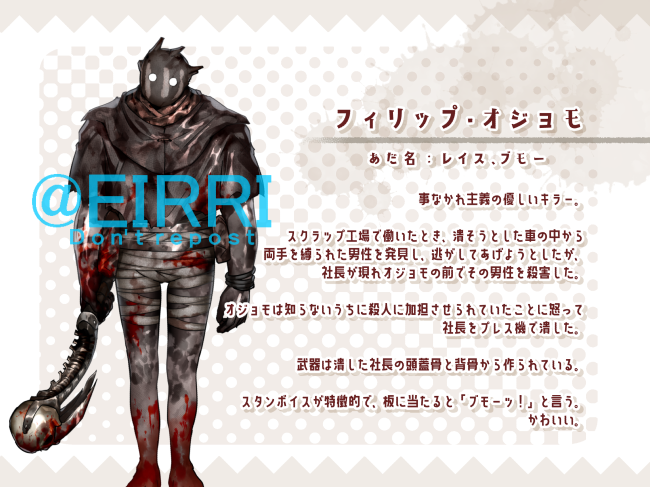 フィリップ・オジョモ
あだ名：レイス、ブモー
事なかれ主義の優しいキラー。
スクラップ工場で働いたとき、潰そうとした車の中から
両手を縛られた男性を発見し、逃がしてあげようとしたが、
社長が現れオジョモの前でその男性を殺害した。
オジョモは知らないうちに殺人に加担させられていたことに怒って
社長をプレス機で潰した。
武器は潰した社長の頭蓋骨と背骨から作られている。
スタンボイスが特徴的で、板に当たると「ブモーッ！」と言う。
かわいい。
@EIRRI
Dontrepost